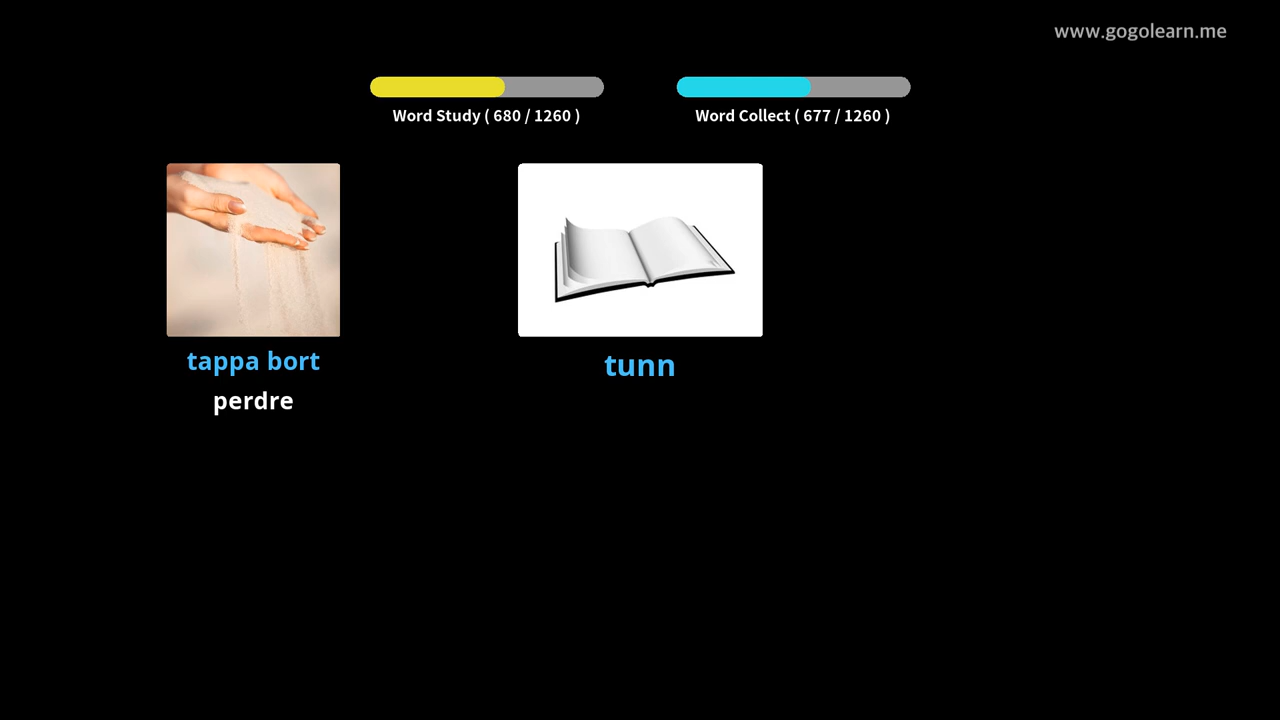 www.gogolearn.me
Word Study ( 680 / 1260 )
Word Collect ( 677 / 1260 )
tappa bort
perdre
tunn